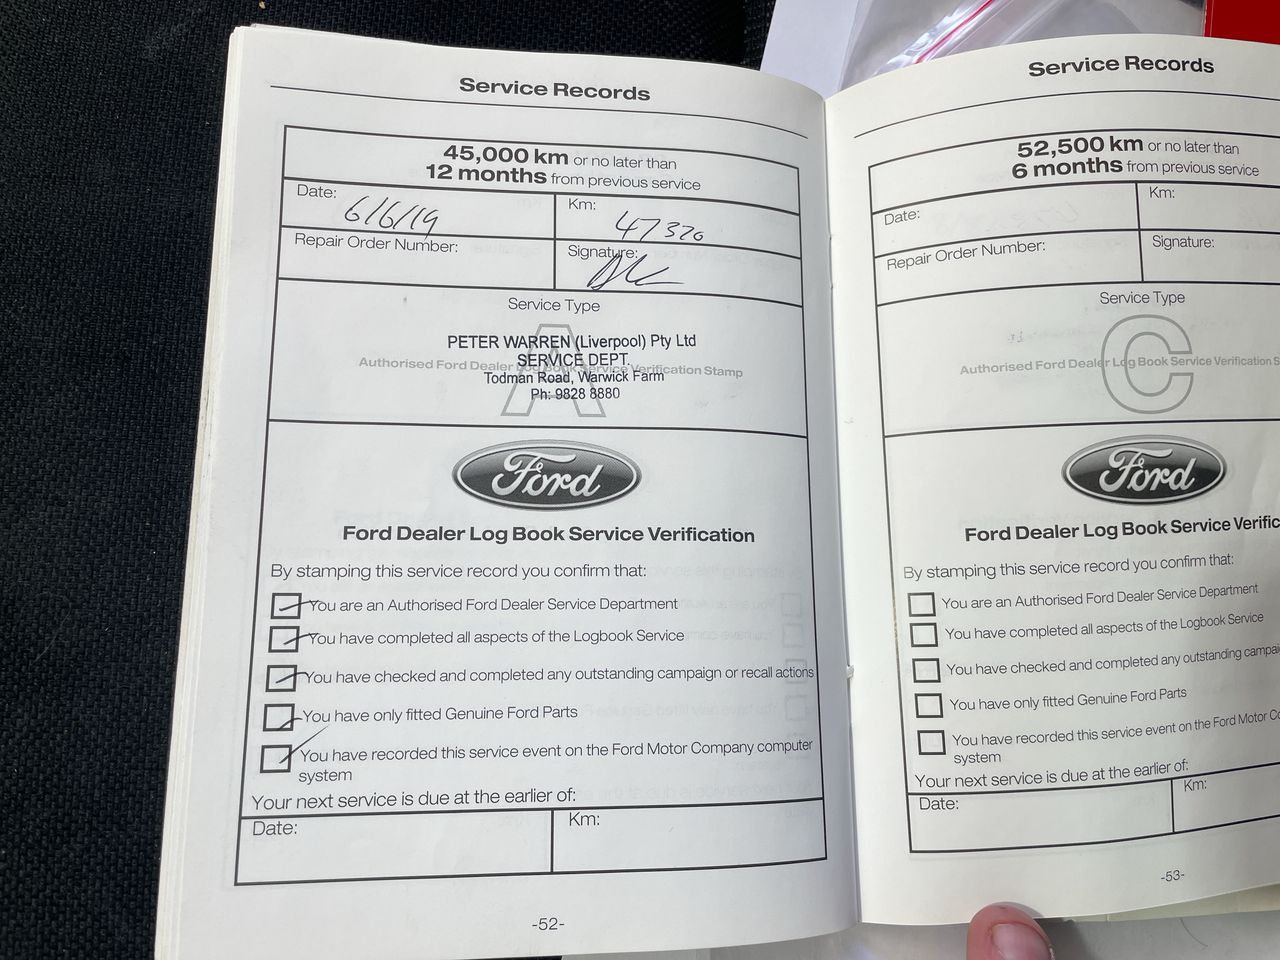 Service Records
45,000 km or no later than
12 months from previous service
Date:
6/6/19
Km:
47320
Repair Order Number:
Signature:
Service Type
A
PETER WARREN (Liverpool) Pty Ltd
SERVICE DEPT.
Authorised Ford Dealer Log Book Service Verification Stamp
Todman Road, Warwick Farm
Ph: 9828 8880
Ford
Ford Dealer Log Book Service Verification
By stamping this service record you confirm that:
You are an Authorised Ford Dealer Service Department
You have completed all aspects of the Logbook Service
You have checked and completed any outstanding campaign or recall actions
You have only fitted Genuine Ford Parts
You have recorded this service event on the Ford Motor Company computer
system
Your next service is due at the earlier of:
Date:
Km:
-52-
Service Records
52,500 km or no later than
6 months from previous service
Date:
Km:
Repair Order Number:
Signature:
Service Type
C
Authorised Ford Dealer Log Book Service Verification S
Ford
Ford Dealer Log Book Service Verific
By stamping this service record you confirm that:
You are an Authorised Ford Dealer Service Department
You have completed all aspects of the Logbook Service
You have checked and completed any outstanding campai
You have only fitted Genuine Ford Parts
You have recorded this service event on the Ford Motor Co
system
Your next service is due at the earlier of:
Date:
Km:
-53-